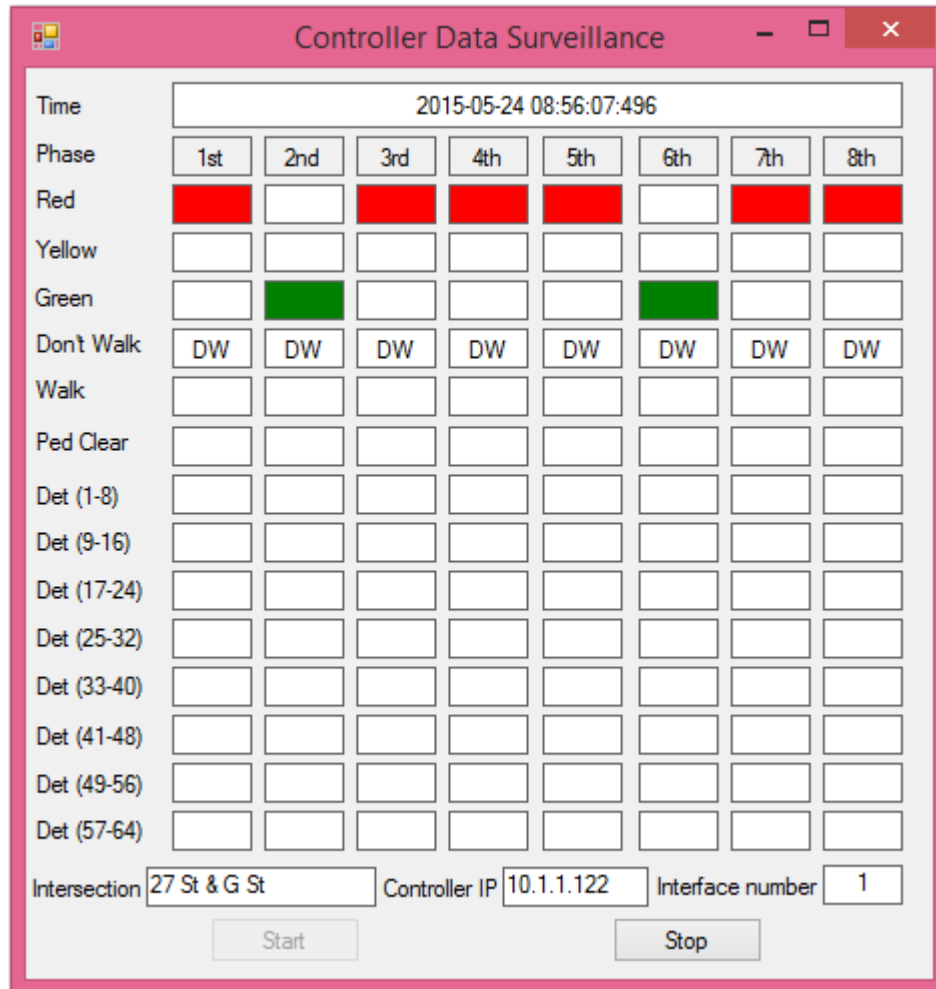 Controller Data Surveillance
Time 2015-05-24 08:56:07:496
Phase 1st 2nd 3rd 4th 5th 6th 7th 8th
Red
Yellow
Green
Don't Walk DW DW DW DW DW DW DW DW
Walk
Ped Clear
Det (1-8)
Det (9-16)
Det (17-24)
Det (25-32)
Det (33-40)
Det (41-48)
Det (49-56)
Det (57-64)
Intersection 27 St & G St Controller IP 10.1.1.122 Interface number 1
Start Stop